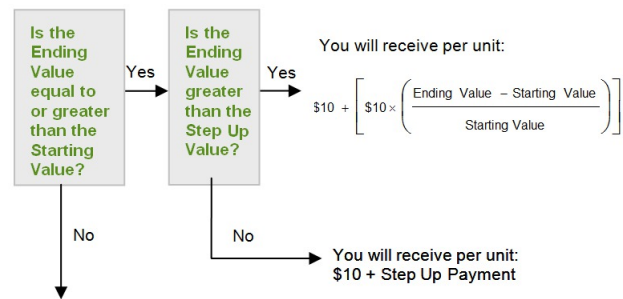 Is the
Ending
Value
equal to
or greater
than the
Starting
Value?
Yes
Is the
Ending
Value
greater
than the
Step Up
Value?
Yes
You will receive per unit:
$10 + [ $10 × ( Ending Value – Starting Value
Starting Value ) ]
No
No
You will receive per unit:
$10 + Step Up Payment